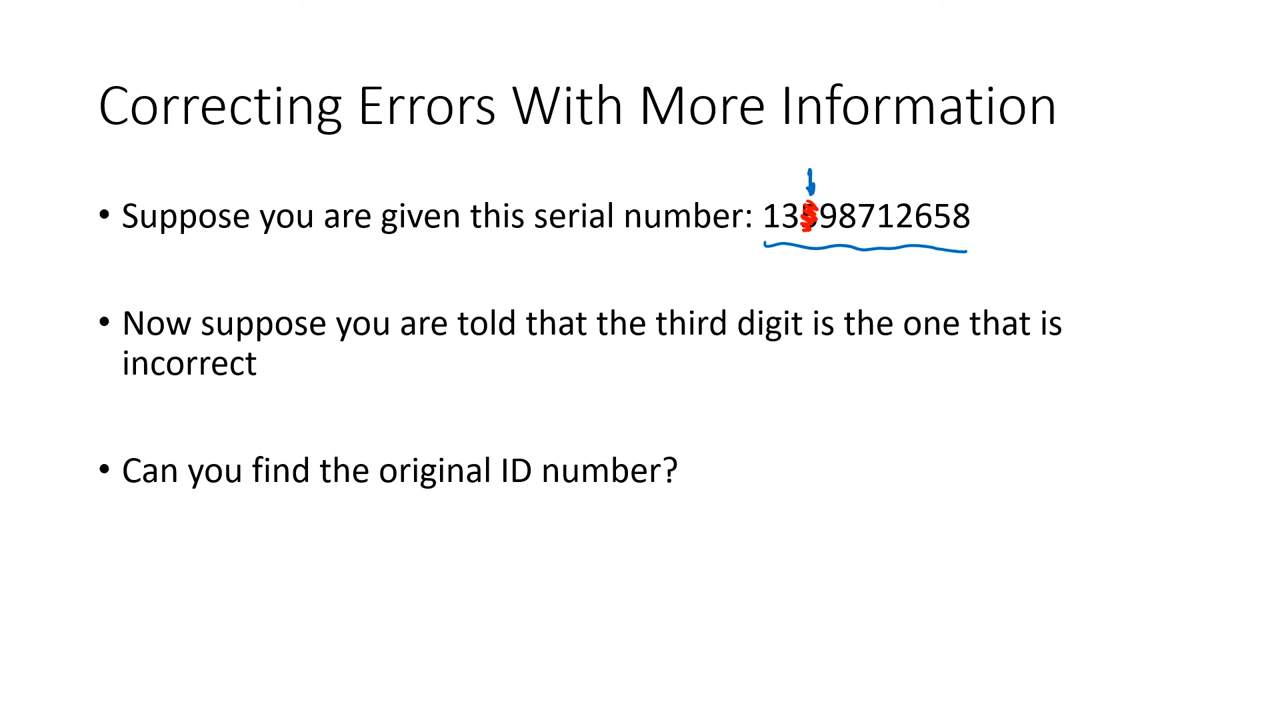 Correcting Errors With More Information
• Suppose you are given this serial number: 13 98712658
• Now suppose you are told that the third digit is the one that is
incorrect
• Can you find the original ID number?